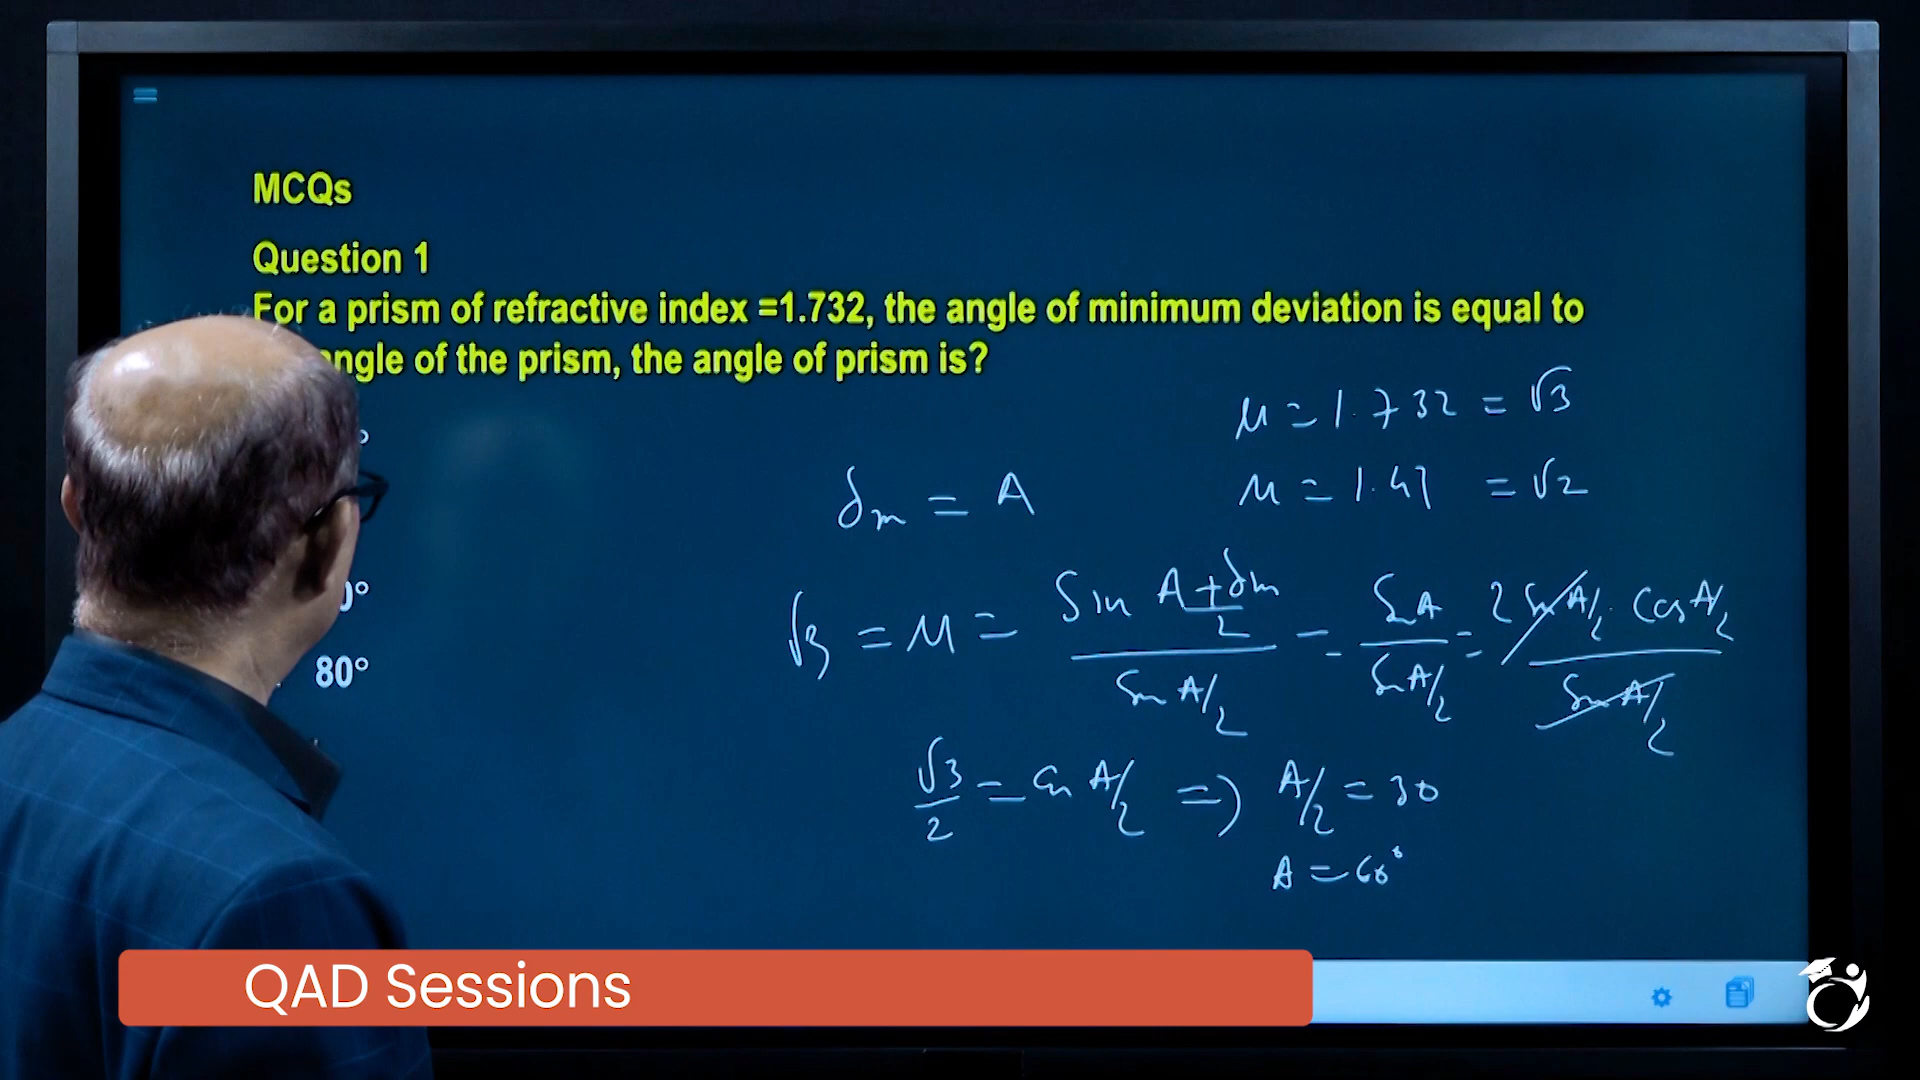 MCQs
Question 1
For a prism of refractive index =1.732, the angle of minimum deviation is equal to
angle of the prism, the angle of prism is?
μ = 1.732 = √3
δm = A
μ = 1.41 = √2
√3 = μ = Sin A+δm/2 / Sin A/2 = Sin A / Sin A/2 = 2 Sin A/2 . Cos A/2 / Sin A/2
80°
√3/2 = Cos A/2 => A/2 = 30
A = 60°
QAD Sessions